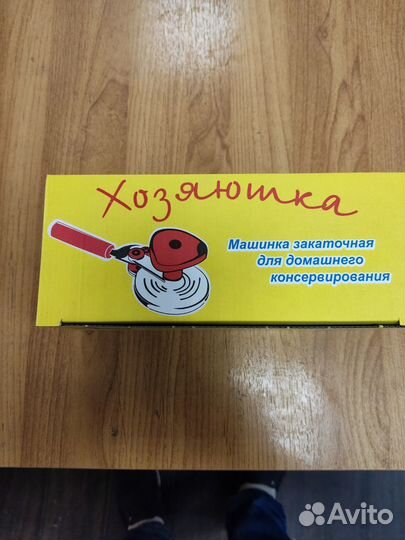 Хозяюшка
Машинка закаточная
для домашнего
консервирования
Avito